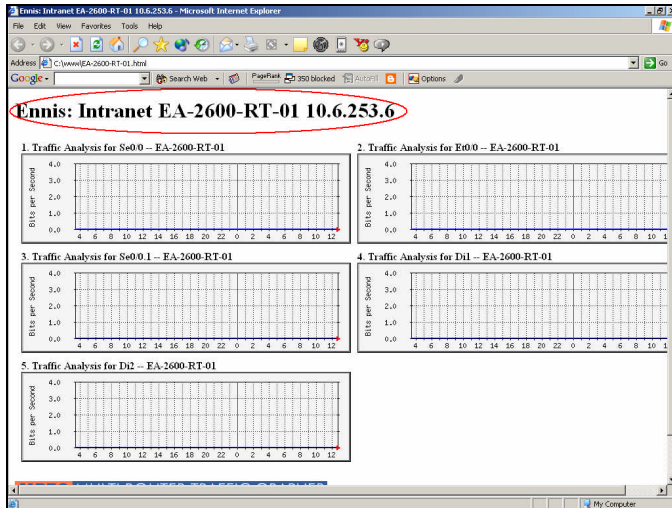 Ennis: Intranet EA-2600-RT-01 10.6.253.6 - Microsoft Internet Explorer
File Edit View Favorites Tools Help
Address C:\www\EA-2600-RT-01.html Go
Google Search Web PageRank 350 blocked AutoFill Options
Ennis: Intranet EA-2600-RT-01 10.6.253.6
1. Traffic Analysis for Se0/0 -- EA-2600-RT-01
Bits per Second
4.0
3.0
2.0
1.0
0.0
4 6 8 10 12 14 16 18 20 22 0 2 4 6 8 10 12
2. Traffic Analysis for Et0/0 -- EA-2600-RT-01
Bits per Second
4.0
3.0
2.0
1.0
0.0
4 6 8 10 12 14 16 18 20 22 0 2 4 6 8 10 1
3. Traffic Analysis for Se0/0.1 -- EA-2600-RT-01
Bits per Second
4.0
3.0
2.0
1.0
0.0
4 6 8 10 12 14 16 18 20 22 0 2 4 6 8 10 12
4. Traffic Analysis for Di1 -- EA-2600-RT-01
Bits per Second
4.0
3.0
2.0
1.0
0.0
4 6 8 10 12 14 16 18 20 22 0 2 4 6 8 10 1
5. Traffic Analysis for Di2 -- EA-2600-RT-01
Bits per Second
4.0
3.0
2.0
1.0
0.0
4 6 8 10 12 14 16 18 20 22 0 2 4 6 8 10 12
MULTI ROUTER TRAFFIC GRAPHER
My Computer